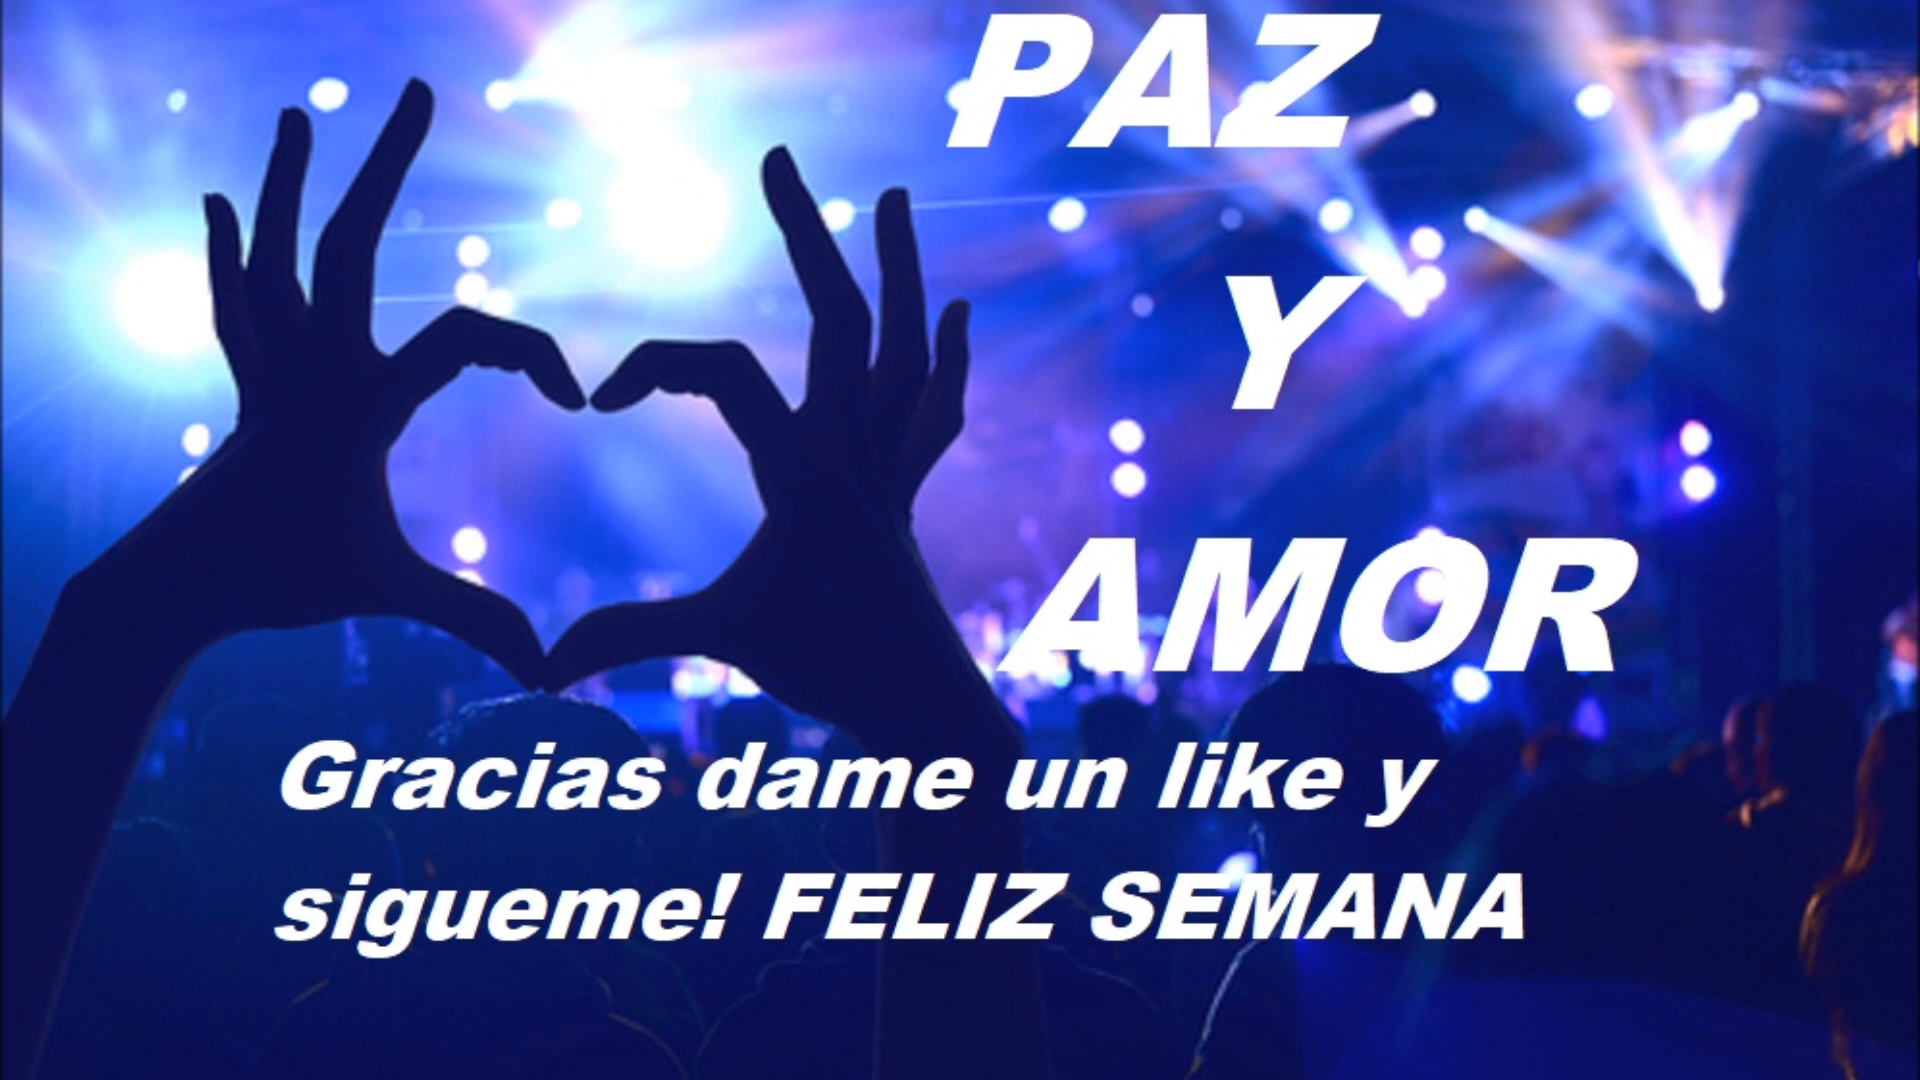 PAZ
Y
AMOR
Gracias dame un like y
sigueme! FELIZ SEMANA